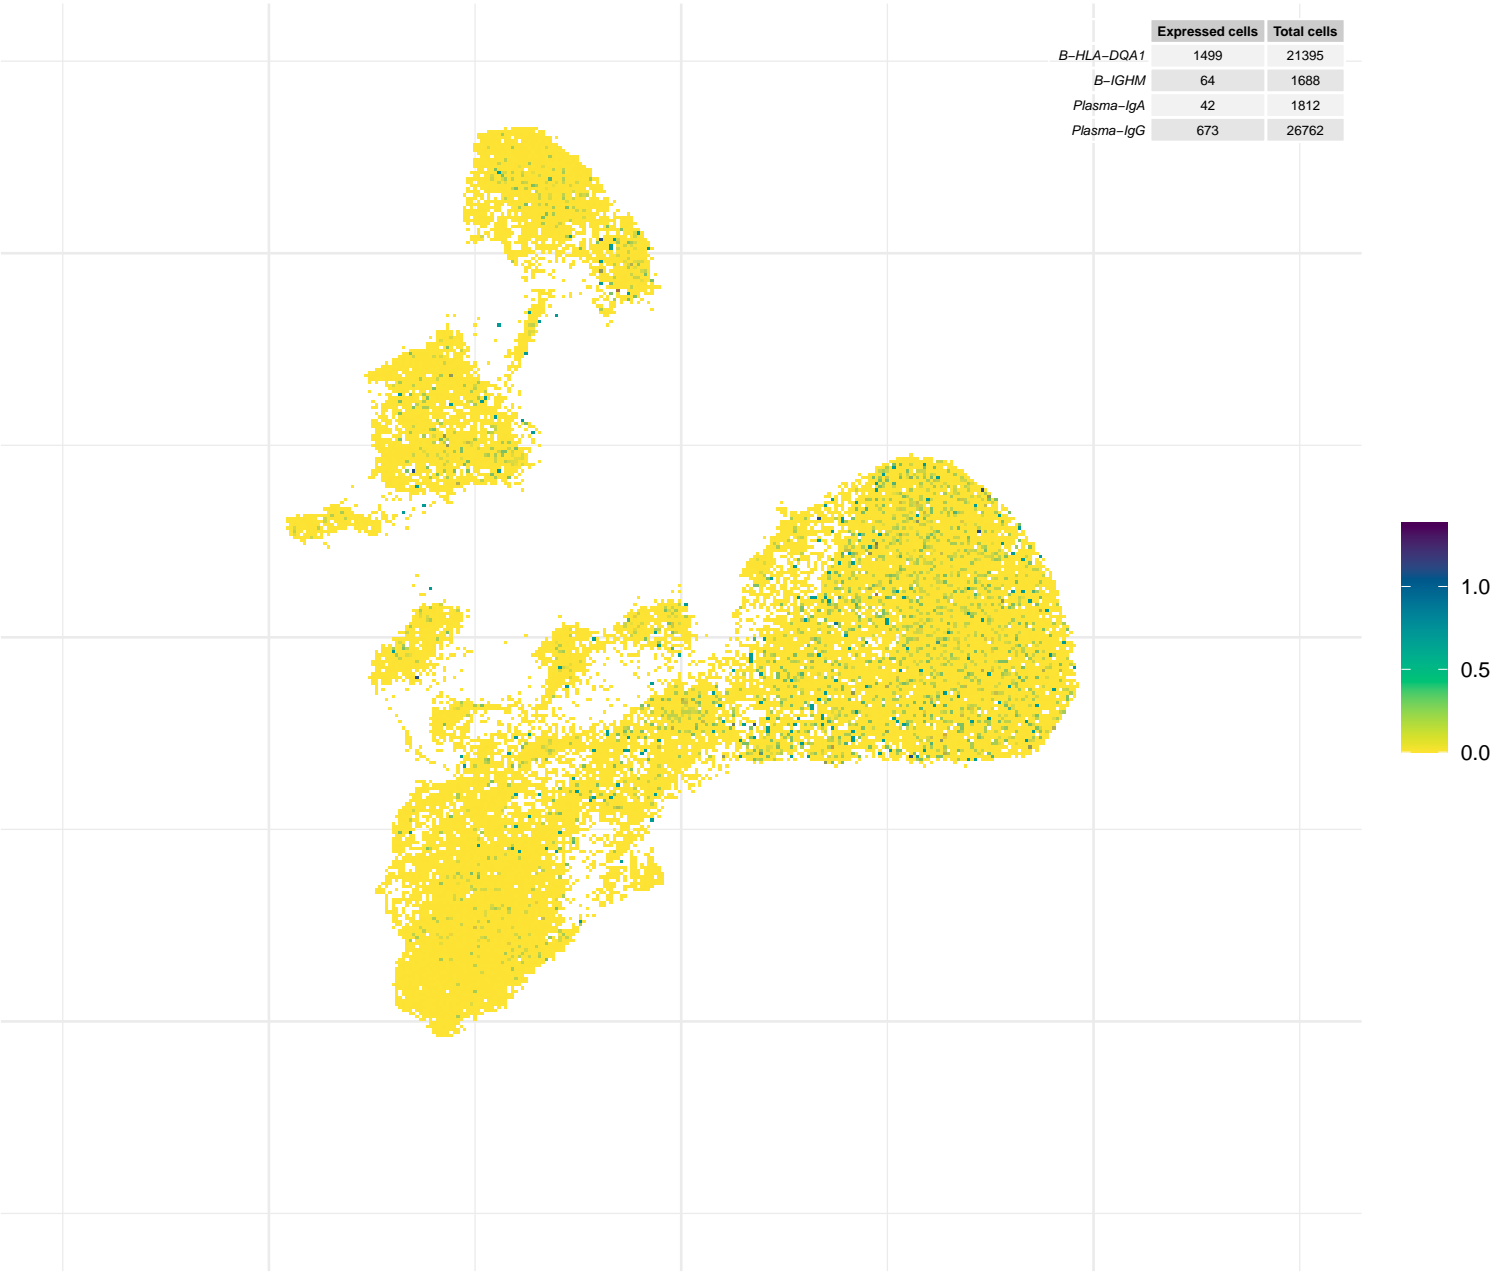 Expressed cells Total cells
B−HLA−DQA1 1499 21395
B−IGHM 64 1688
Plasma−IgA 42 1812
Plasma−IgG 673 26762
1.0
0.5
0.0